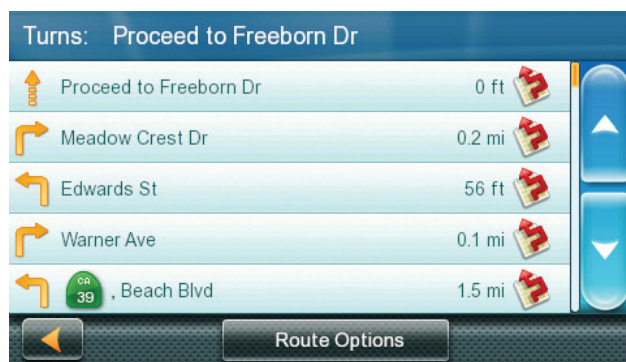 Turns: Proceed to Freeborn Dr
Proceed to Freeborn Dr 0 ft
Meadow Crest Dr 0.2 mi
Edwards St 56 ft
Warner Ave 0.1 mi
CA 39 , Beach Blvd 1.5 mi
Route Options